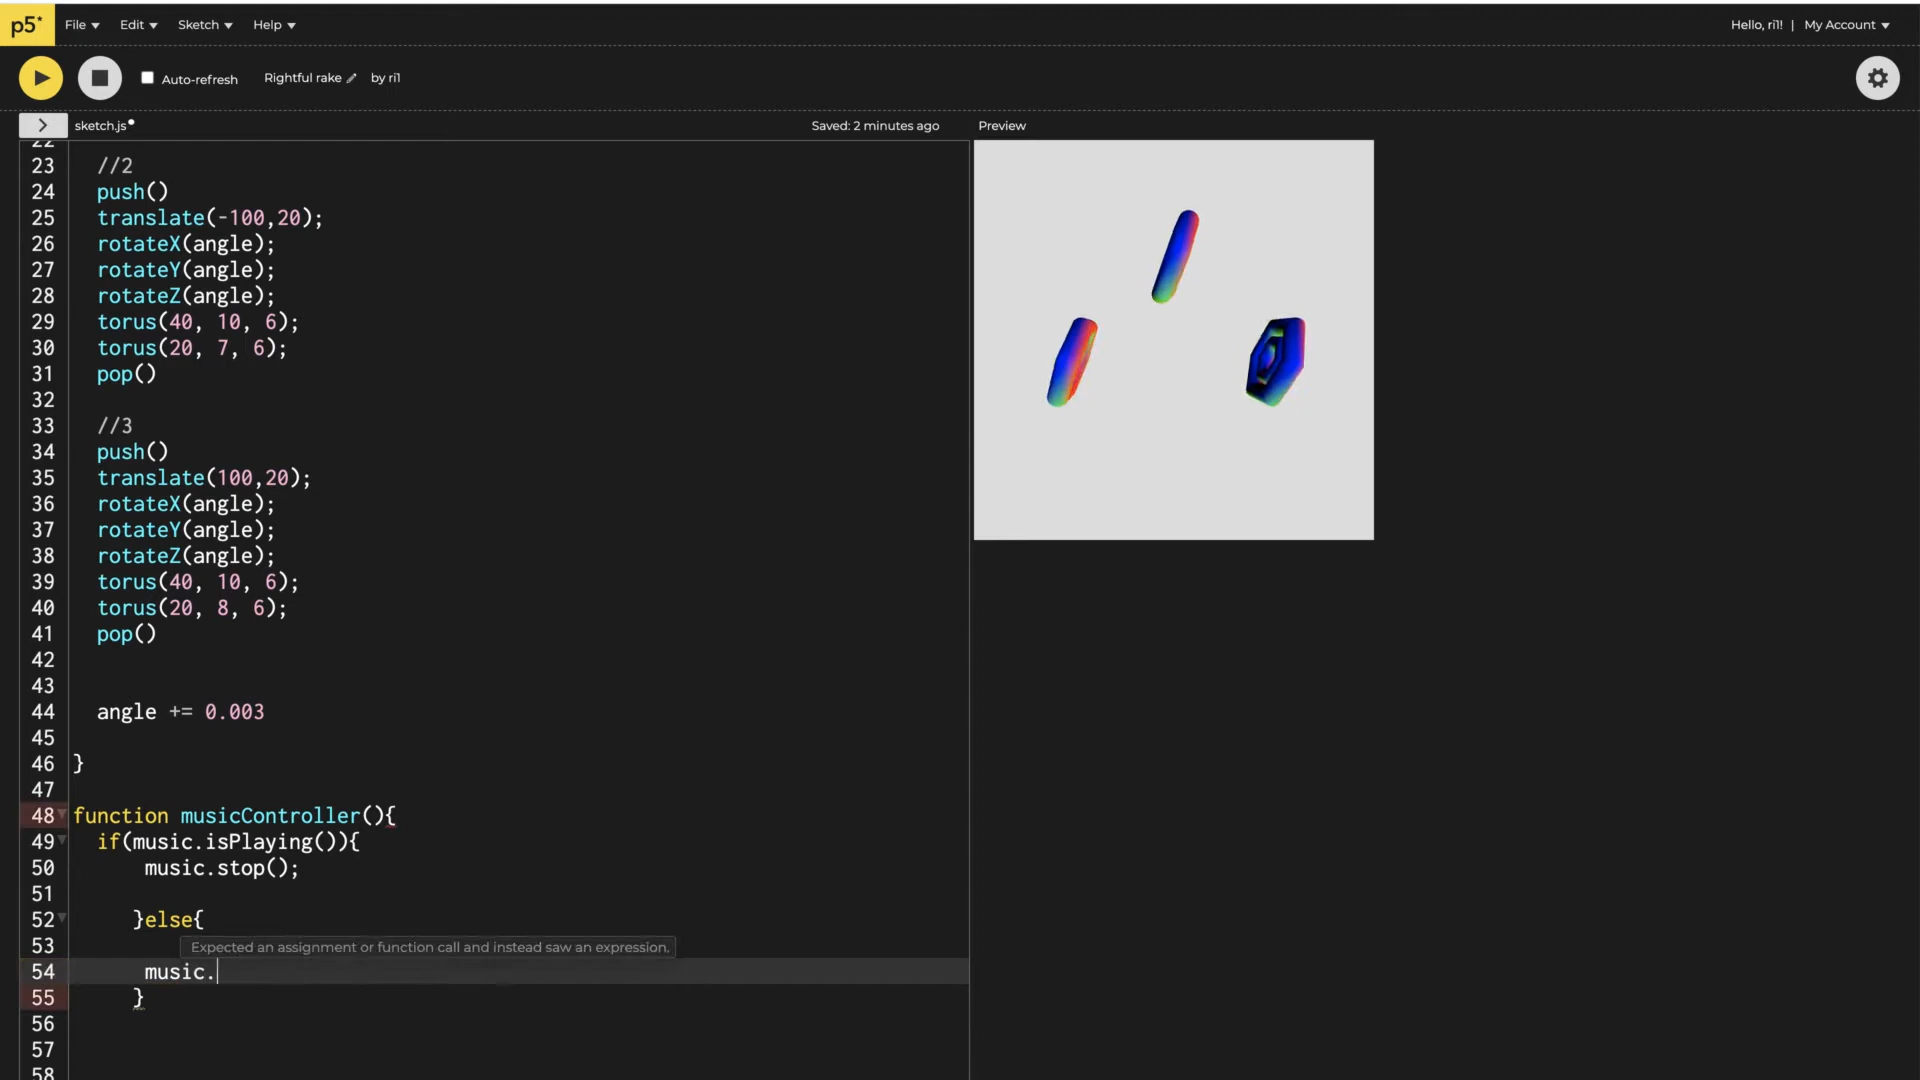 p5*
File Edit Sketch Help
Hello, ri1! | My Account
Auto-refresh Rightful rake by ri1
sketch.js
Saved: 2 minutes ago
Preview
22
23 //2
24 push()
25 translate(-100,20);
26 rotateX(angle);
27 rotateY(angle);
28 rotateZ(angle);
29 torus(40, 10, 6);
30 torus(20, 7, 6);
31 pop()
32
33 //3
34 push()
35 translate(100,20);
36 rotateX(angle);
37 rotateY(angle);
38 rotateZ(angle);
39 torus(40, 10, 6);
40 torus(20, 8, 6);
41 pop()
42
43
44 angle += 0.003
45
46 }
47
48 function musicController(){
49 if(music.isPlaying()){
50 music.stop();
51
52 }else{
53 Expected an assignment or function call and instead saw an expression.
54 music.
55 }
56
57
58